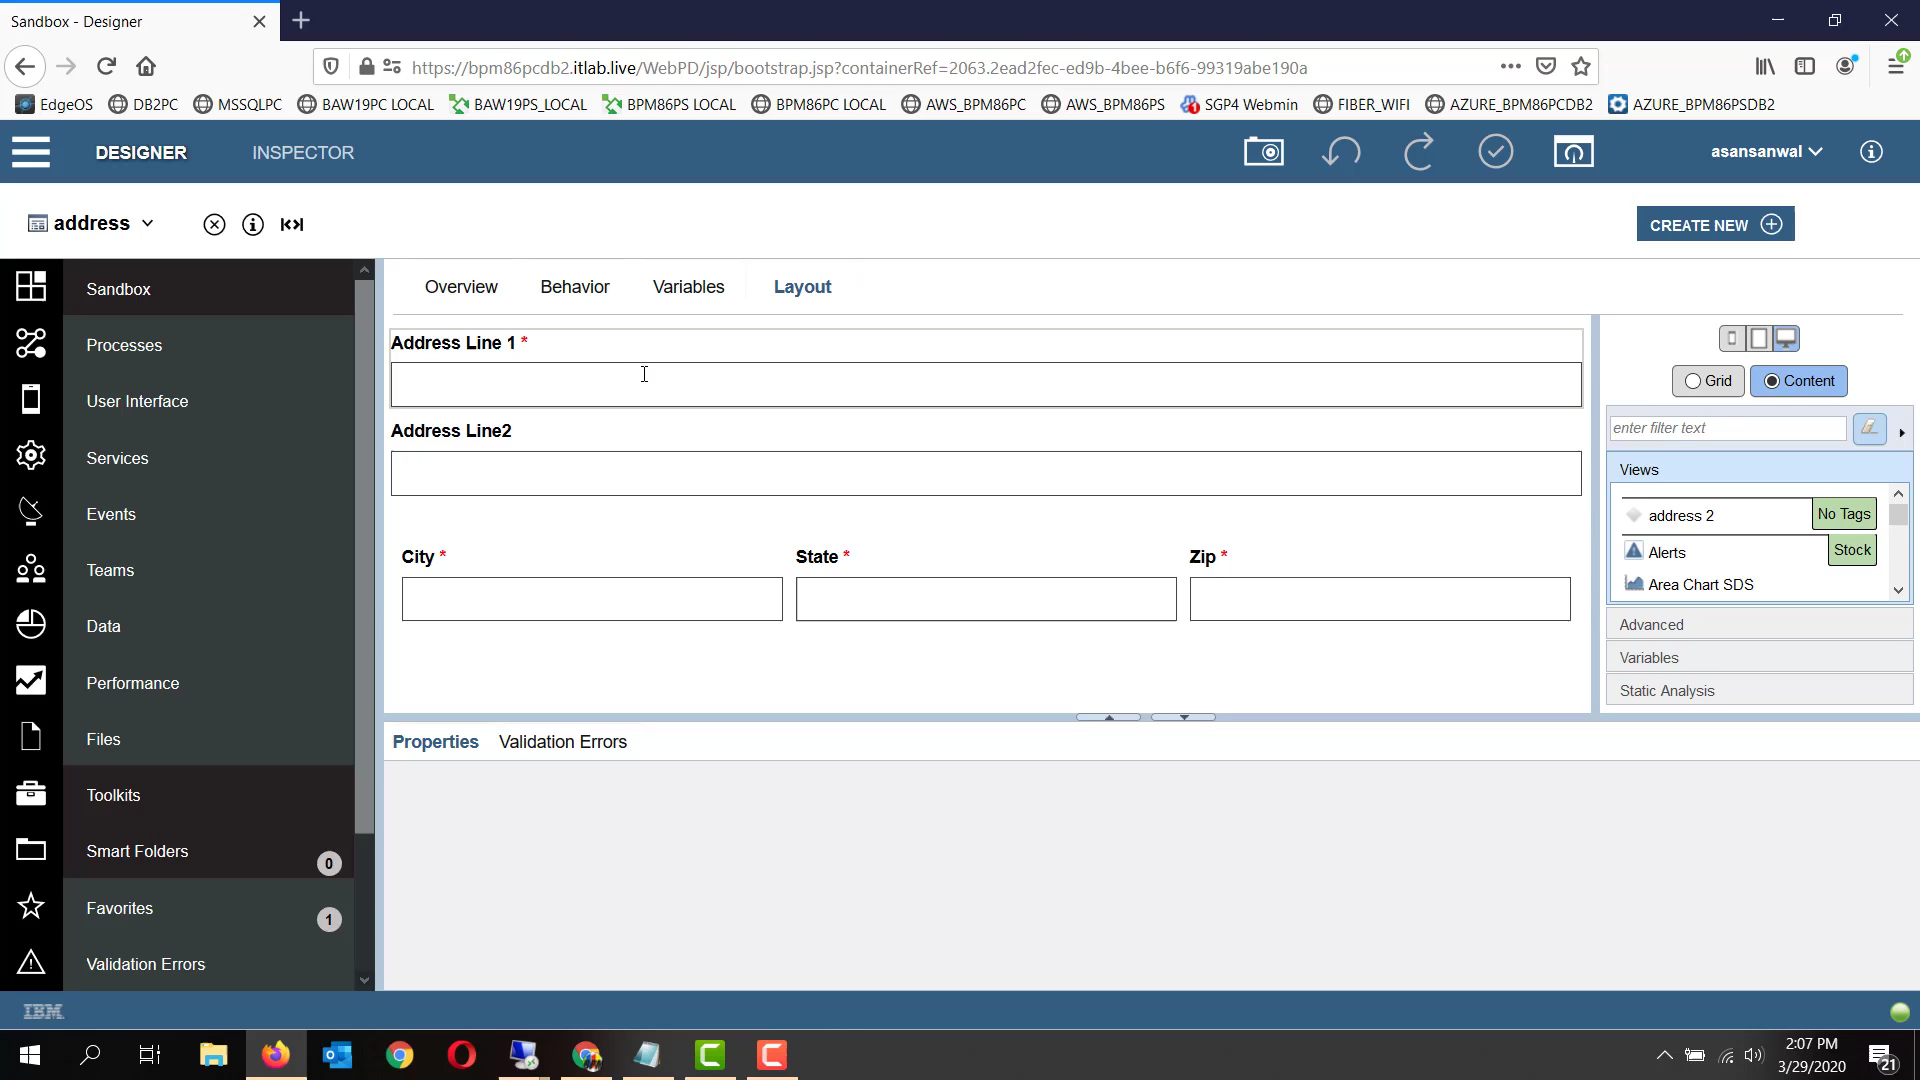 Sandbox - Designer
https://bpm86pcdb2.itlab.live/WebPD/jsp/bootstrap.jsp?containerRef=2063.2ead2fec-ed9b-4bee-b6f6-99319abe190a
EdgeOS DB2PC MSSQLPC BAW19PC LOCAL BAW19PS_LOCAL BPM86PS LOCAL BPM86PC LOCAL AWS_BPM86PC AWS_BPM86PS SGP4 Webmin FIBER_WIFI AZURE_BPM86PCDB2 AZURE_BPM86PSDB2
DESIGNER INSPECTOR asansanwal
address CREATE NEW
Sandbox
Processes
User Interface
Services
Events
Teams
Data
Performance
Files
Toolkits
Smart Folders 0
Favorites 1
Validation Errors
Overview Behavior Variables Layout
Address Line 1 *
Address Line2
City * State * Zip *
Grid Content
enter filter text
Views
address 2 No Tags
Alerts Stock
Area Chart SDS
Advanced
Variables
Static Analysis
Properties Validation Errors
IBM
2:07 PM
3/29/2020
21